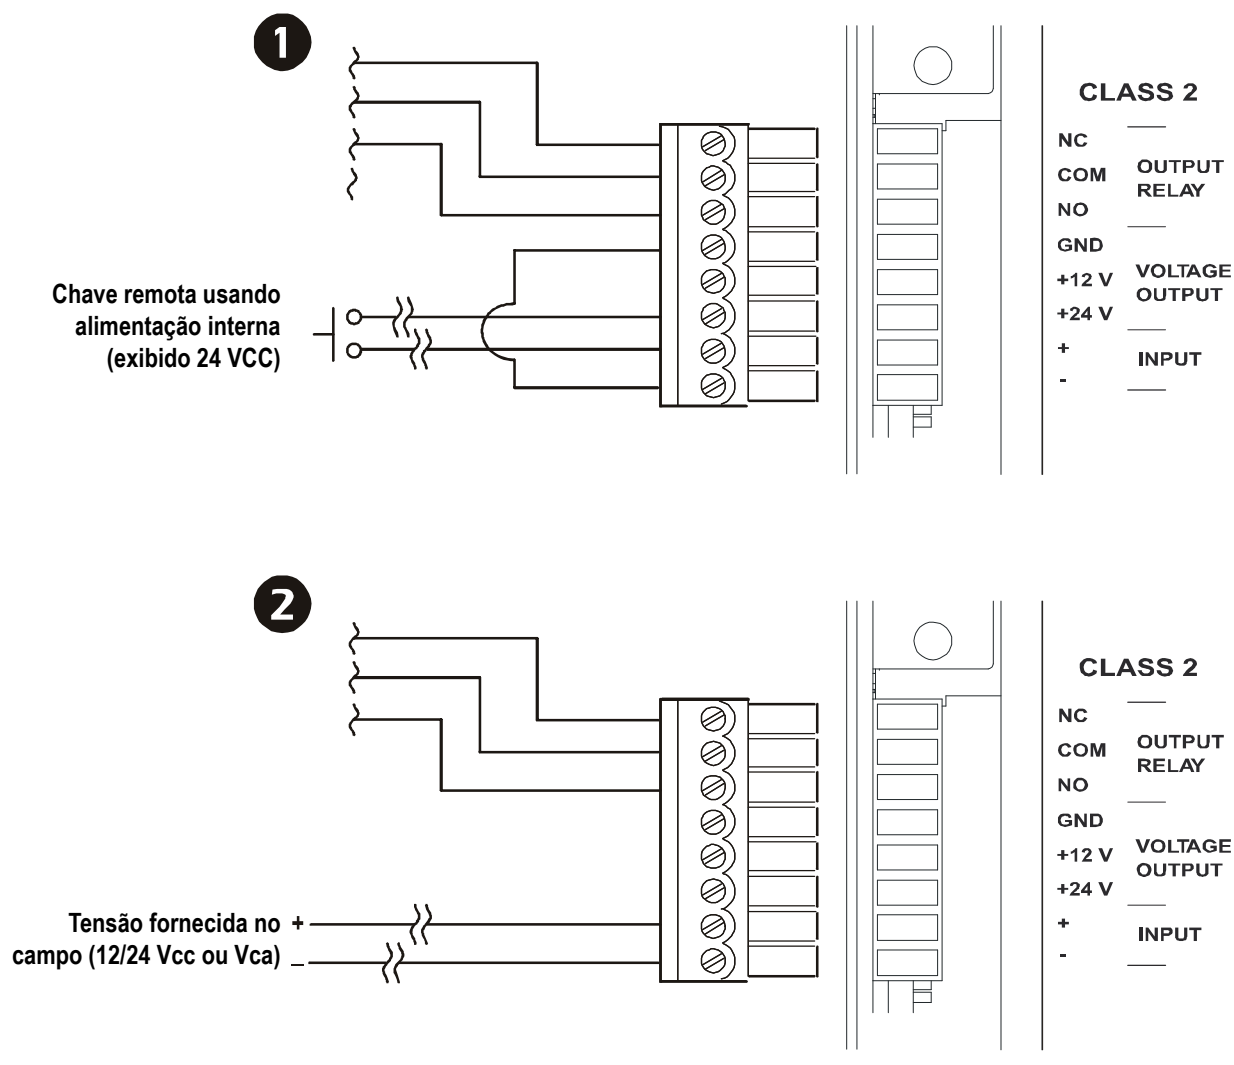 1
CLASS 2
NC
COM
OUTPUT
RELAY
NO
GND
+12 V
VOLTAGE
OUTPUT
+24 V
+
INPUT
-
Chave remota usando
alimentação interna
(exibido 24 VCC)
2
CLASS 2
NC
COM
OUTPUT
RELAY
NO
GND
+12 V
VOLTAGE
OUTPUT
+24 V
+
INPUT
-
Tensão fornecida no +
campo (12/24 Vcc ou Vca) –